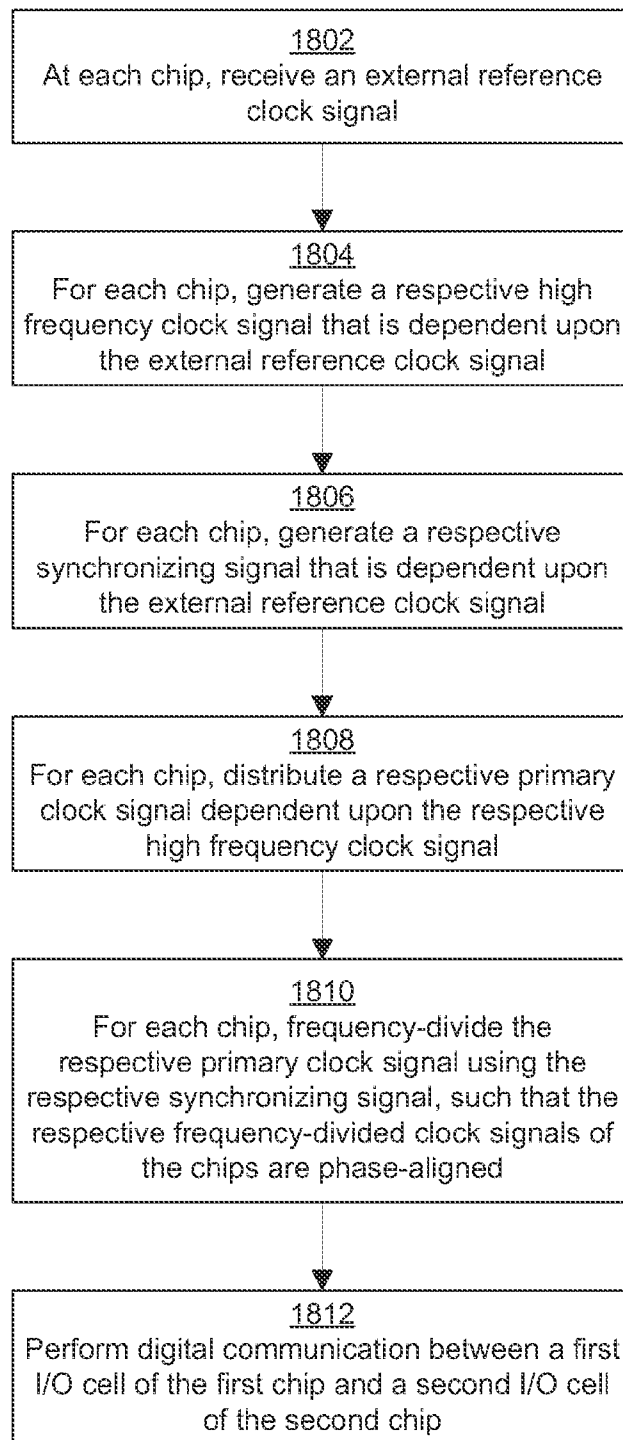 1802
At each chip, receive an external reference
clock signal
1804
For each chip, generate a respective high
frequency clock signal that is dependent upon
the external reference clock signal
1806
For each chip, generate a respective
synchronizing signal that is dependent upon
the external reference clock signal
1808
For each chip, distribute a respective primary
clock signal dependent upon the respective
high frequency clock signal
1810
For each chip, frequency-divide the
respective primary clock signal using the
respective synchronizing signal, such that the
respective frequency-divided clock signals of
the chips are phase-aligned
1812
Perform digital communication between a first
I/O cell of the first chip and a second I/O cell
of the second chip